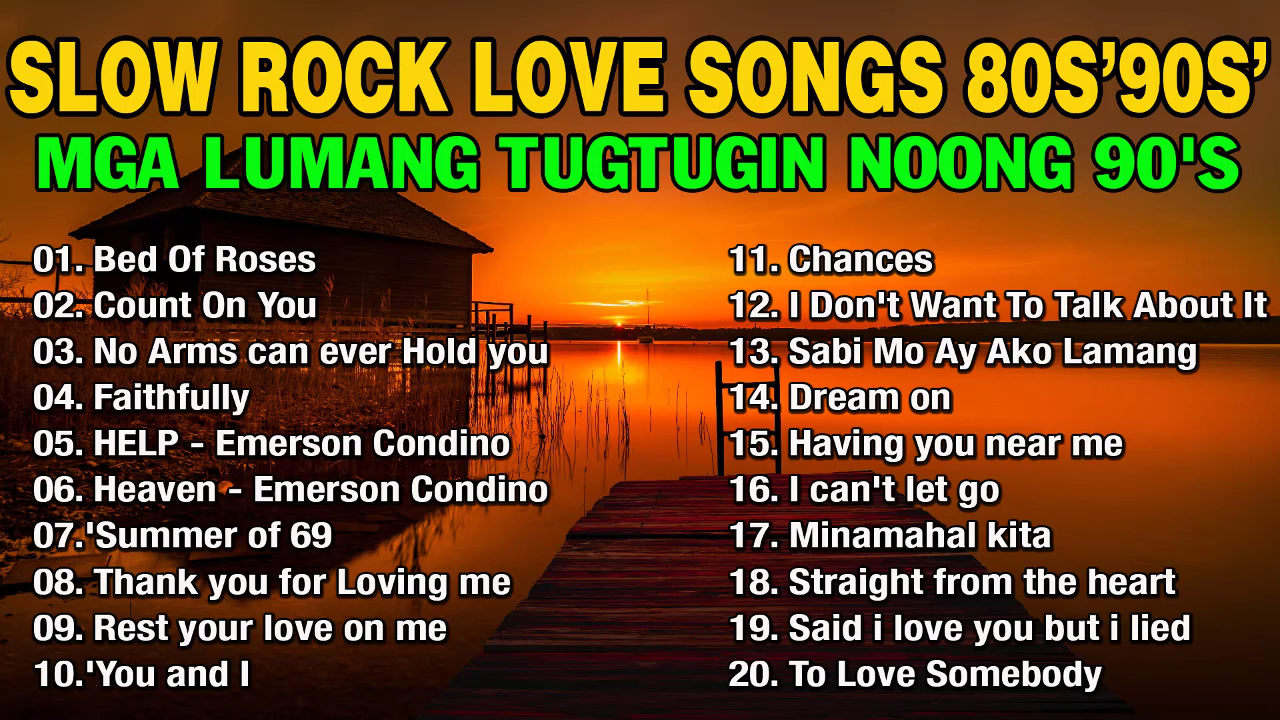 SLOW ROCK LOVE SONGS 80S'90S'
MGA LUMANG TUGTUGIN NOONG 90'S
01. Bed Of Roses
02. Count On You
03. No Arms can ever Hold you
04. Faithfully
05. HELP - Emerson Condino
06. Heaven - Emerson Condino
07.'Summer of 69
08. Thank you for Loving me
09. Rest your love on me
10.'You and I
11. Chances
12. I Don't Want To Talk About It
13. Sabi Mo Ay Ako Lamang
14. Dream on
15. Having you near me
16. I can't let go
17. Minamahal kita
18. Straight from the heart
19. Said i love you but i lied
20. To Love Somebody